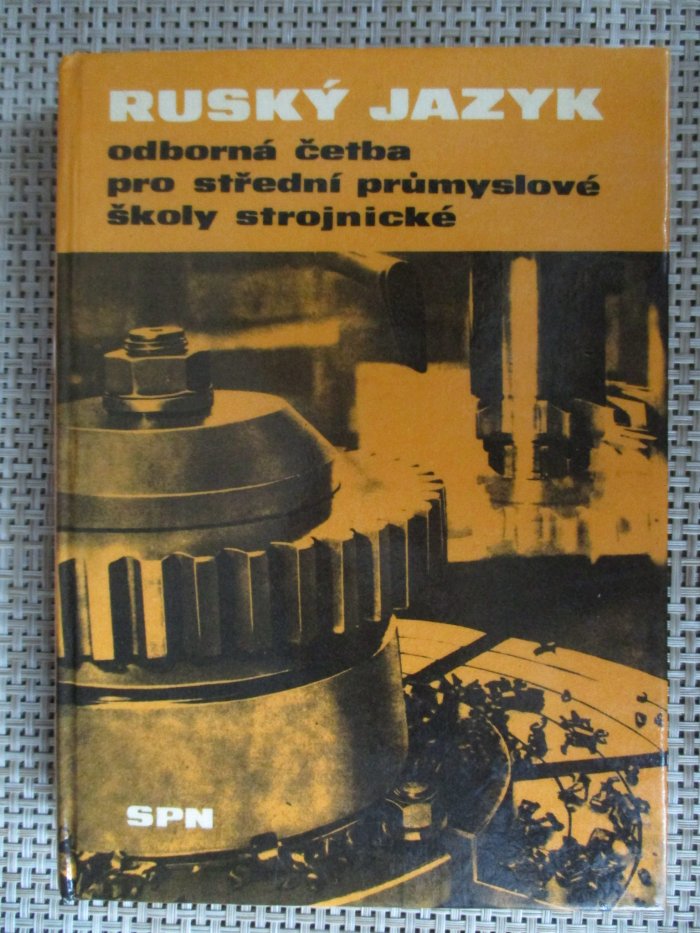 RUSKÝ JAZYK
odborná četba
pro střední průmyslové
školy strojnické
SPN